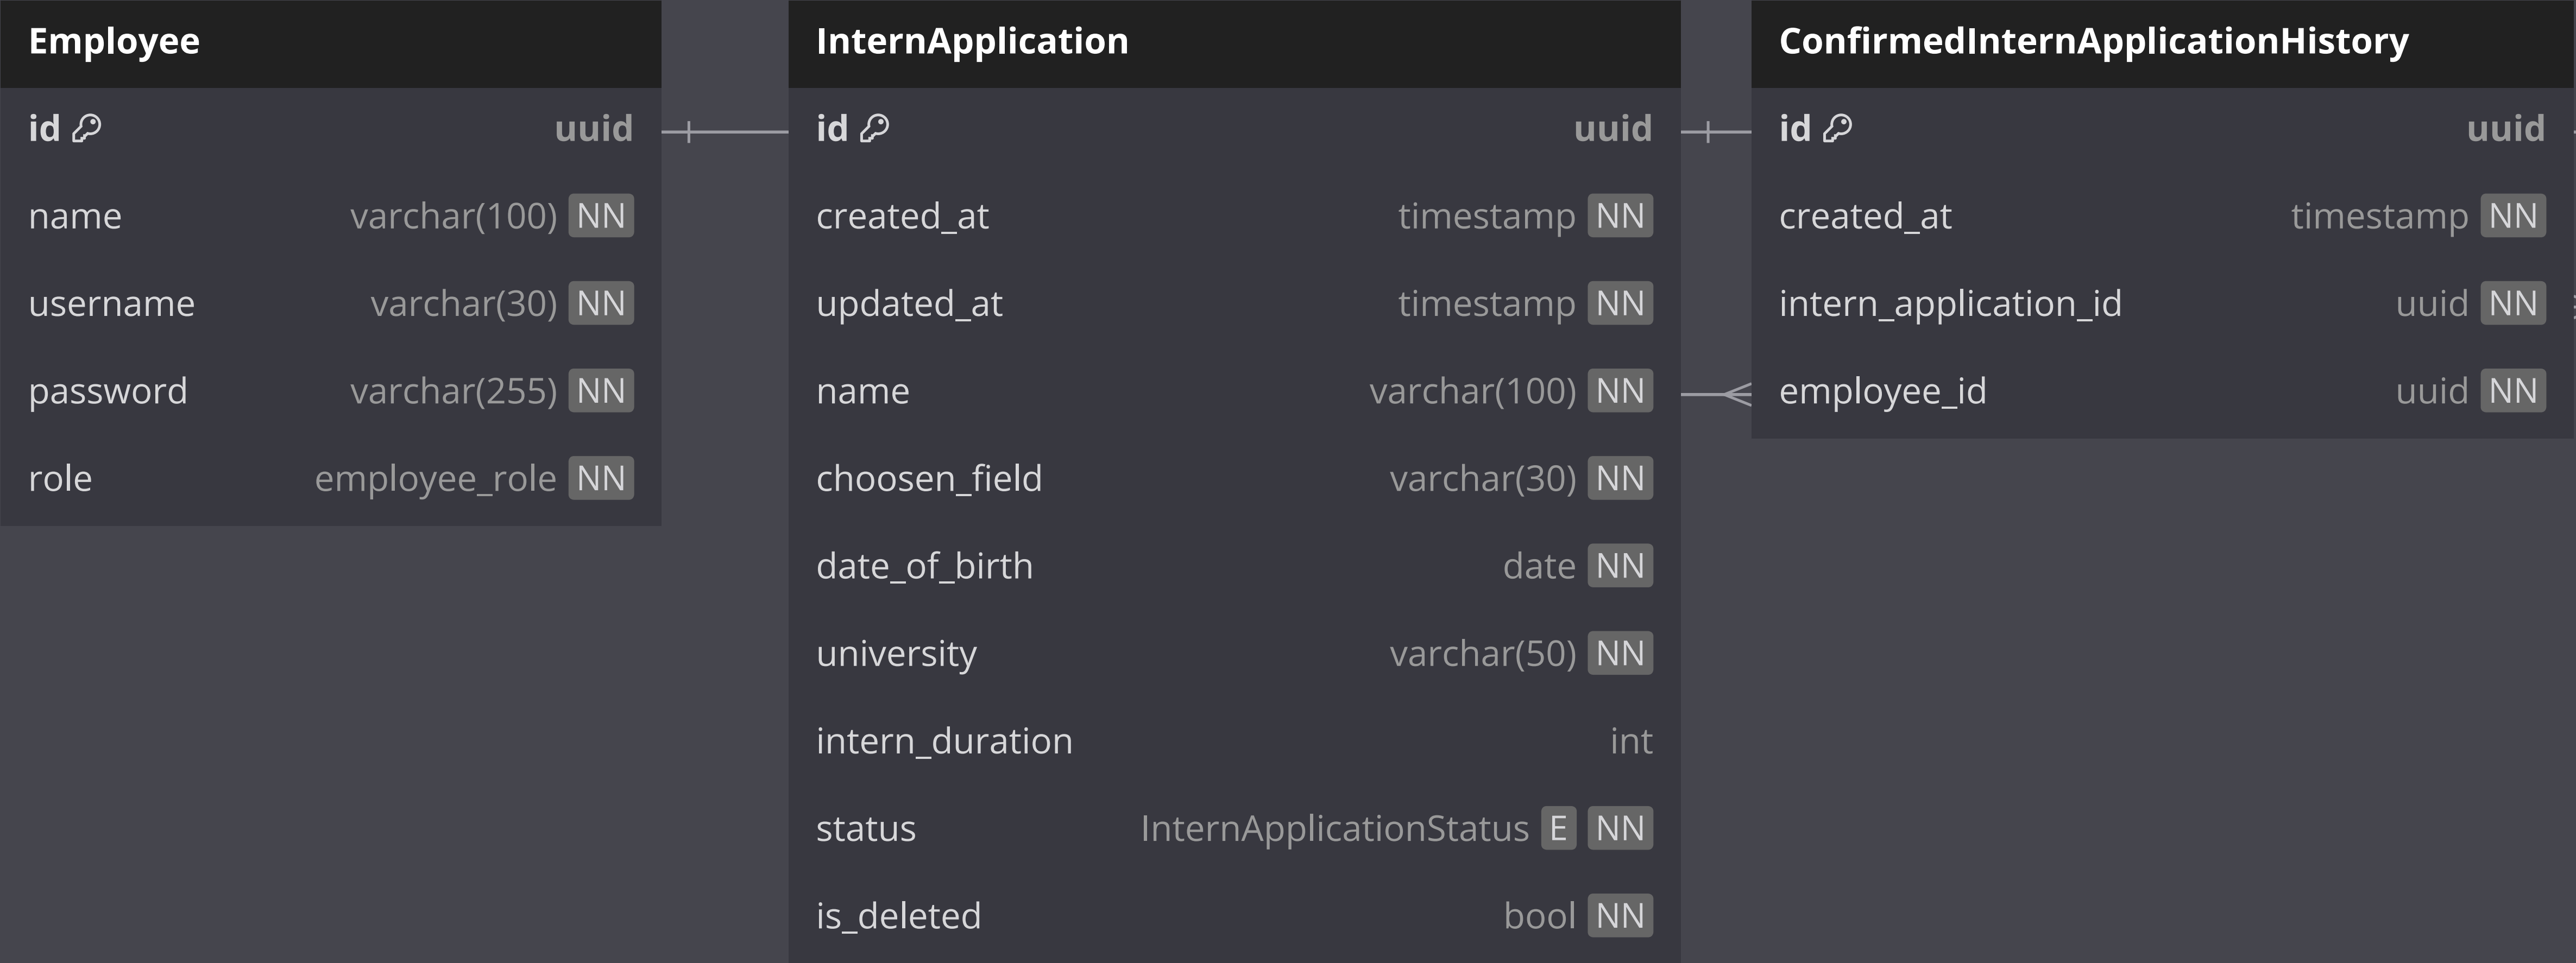 Employee
id uuid
name varchar(100) NN
username varchar(30) NN
password varchar(255) NN
role employee_role NN
InternApplication
id uuid
created_at timestamp NN
updated_at timestamp NN
name varchar(100) NN
choosen_field varchar(30) NN
date_of_birth date NN
university varchar(50) NN
intern_duration int
status InternApplicationStatus E NN
is_deleted bool NN
ConfirmedInternApplicationHistory
id uuid
created_at timestamp NN
intern_application_id uuid NN
employee_id uuid NN